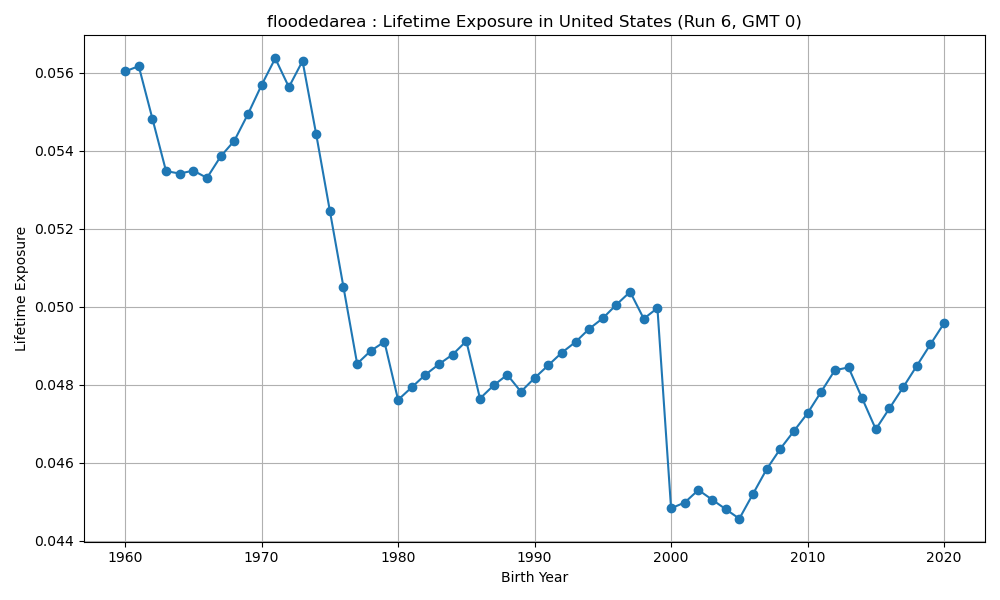 floodedarea : Lifetime Exposure in United States (Run 6, GMT 0)
Lifetime Exposure
0.056
0.054
0.052
0.050
0.048
0.046
0.044
1960 1970 1980 1990 2000 2010 2020
Birth Year